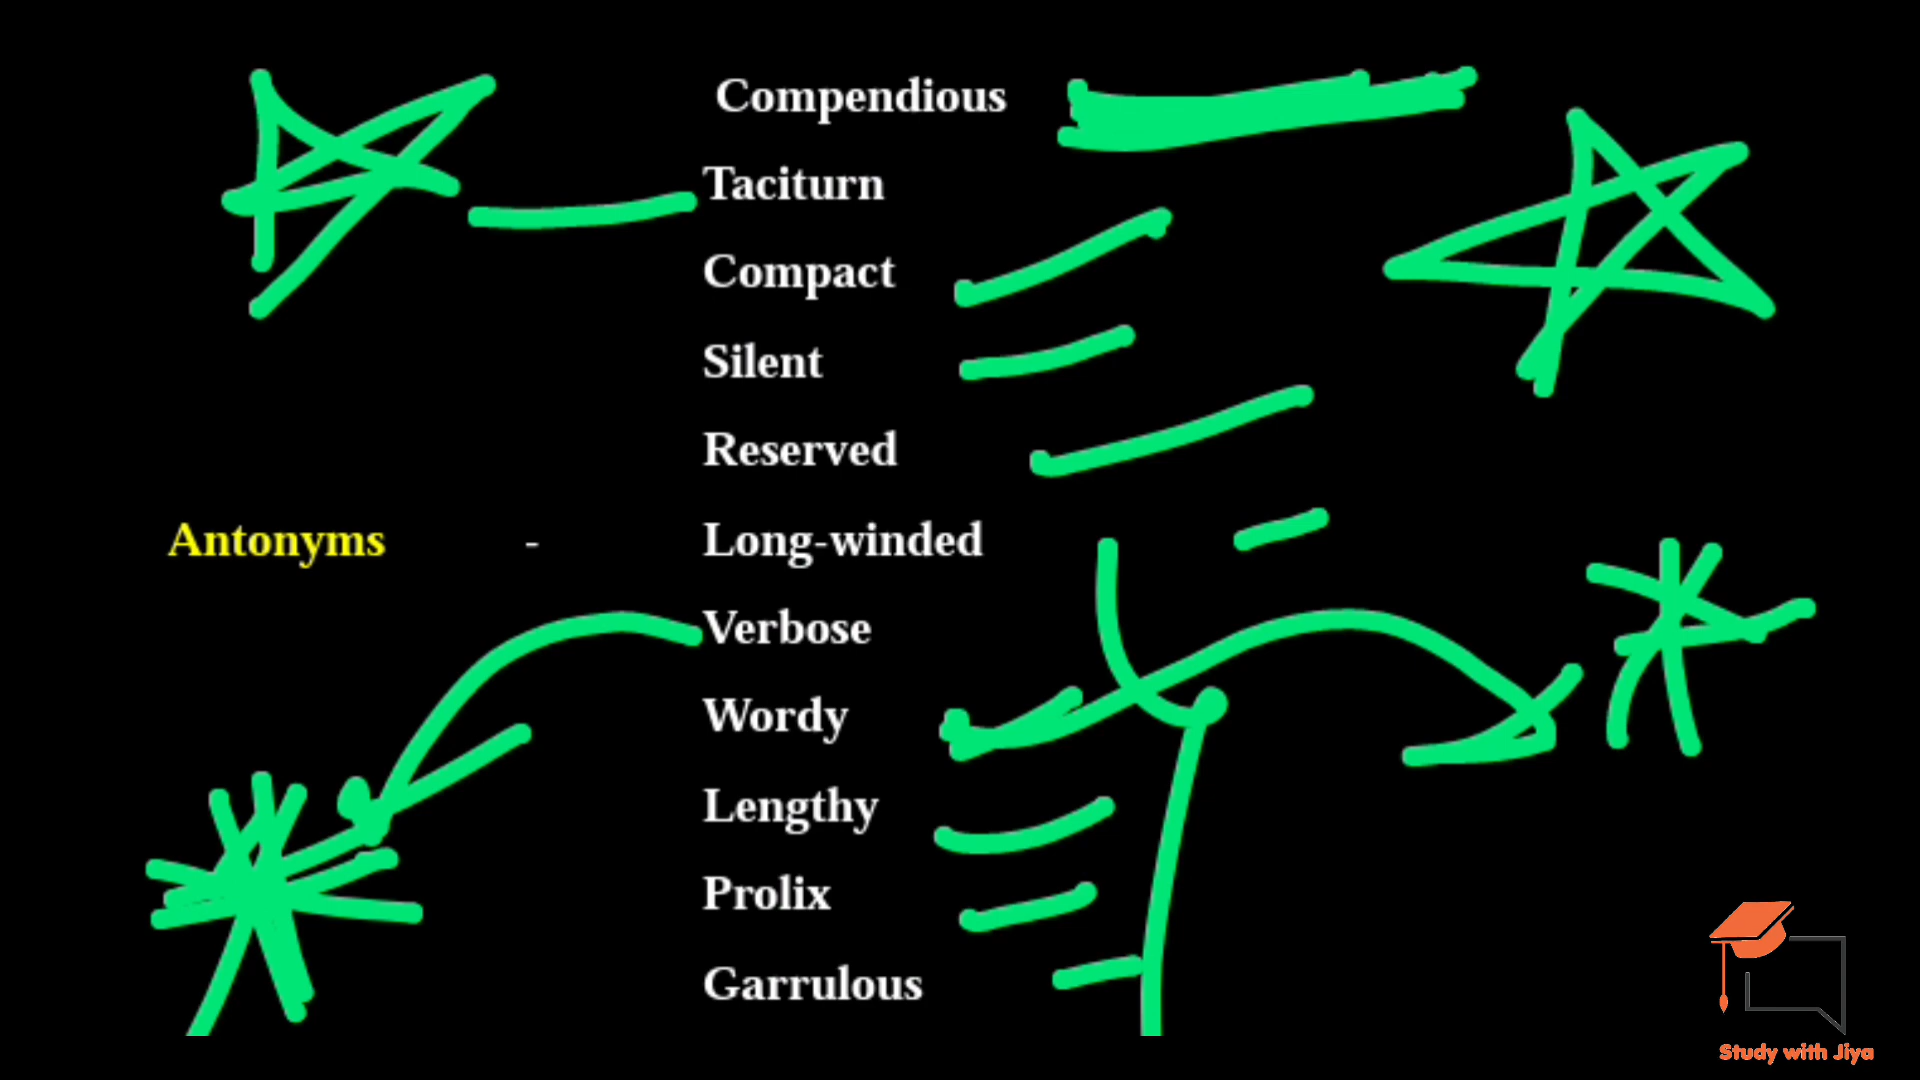 Compendious
Taciturn
Compact
Silent
Reserved
Antonyms - Long-winded
Verbose
Wordy
Lengthy
Prolix
Garrulous
Study with Jiya